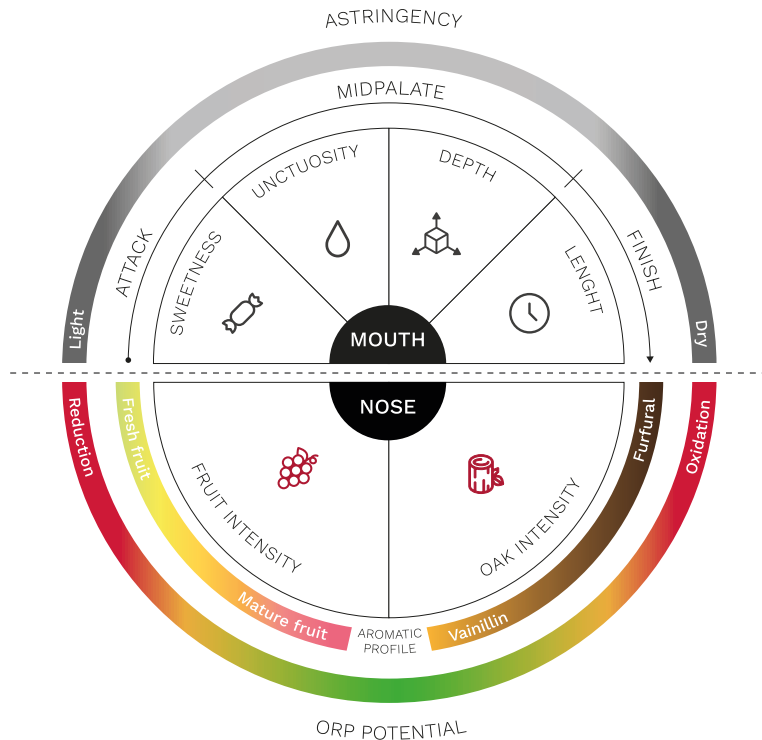 ASTRINGENCY
MIDPALATE
UNCTUOSITY
DEPTH
ATTACK
SWEETNESS
LENGHT
FINISH
Light
MOUTH
Dry
Reduction
Fresh fruit
NOSE
Furfural
Oxidation
FRUIT INTENSITY
OAK INTENSITY
Mature fruit
AROMATIC
PROFILE
Vainillin
ORP POTENTIAL